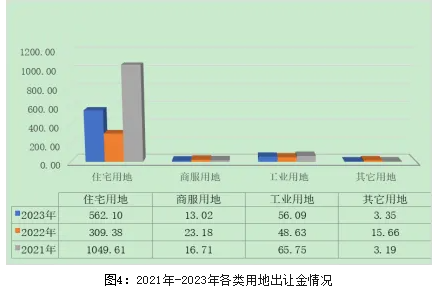 1200.00
1000.00
800.00
600.00
400.00
200.00
0.00
住宅用地 商服用地 工业用地 其它用地
住宅用地 商服用地 工业用地 其它用地
2023年 562.10 13.02 56.09 3.35
2022年 309.38 23.18 48.63 15.66
2021年 1049.61 16.71 65.75 3.19
图4：2021年-2023年各类用地出让金情况